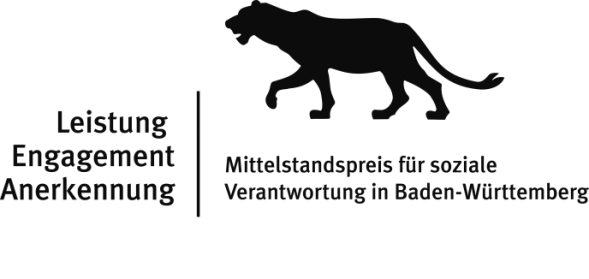 Leistung
Engagement
Anerkennung
Mittelstandspreis für soziale
Verantwortung in Baden-Württemberg